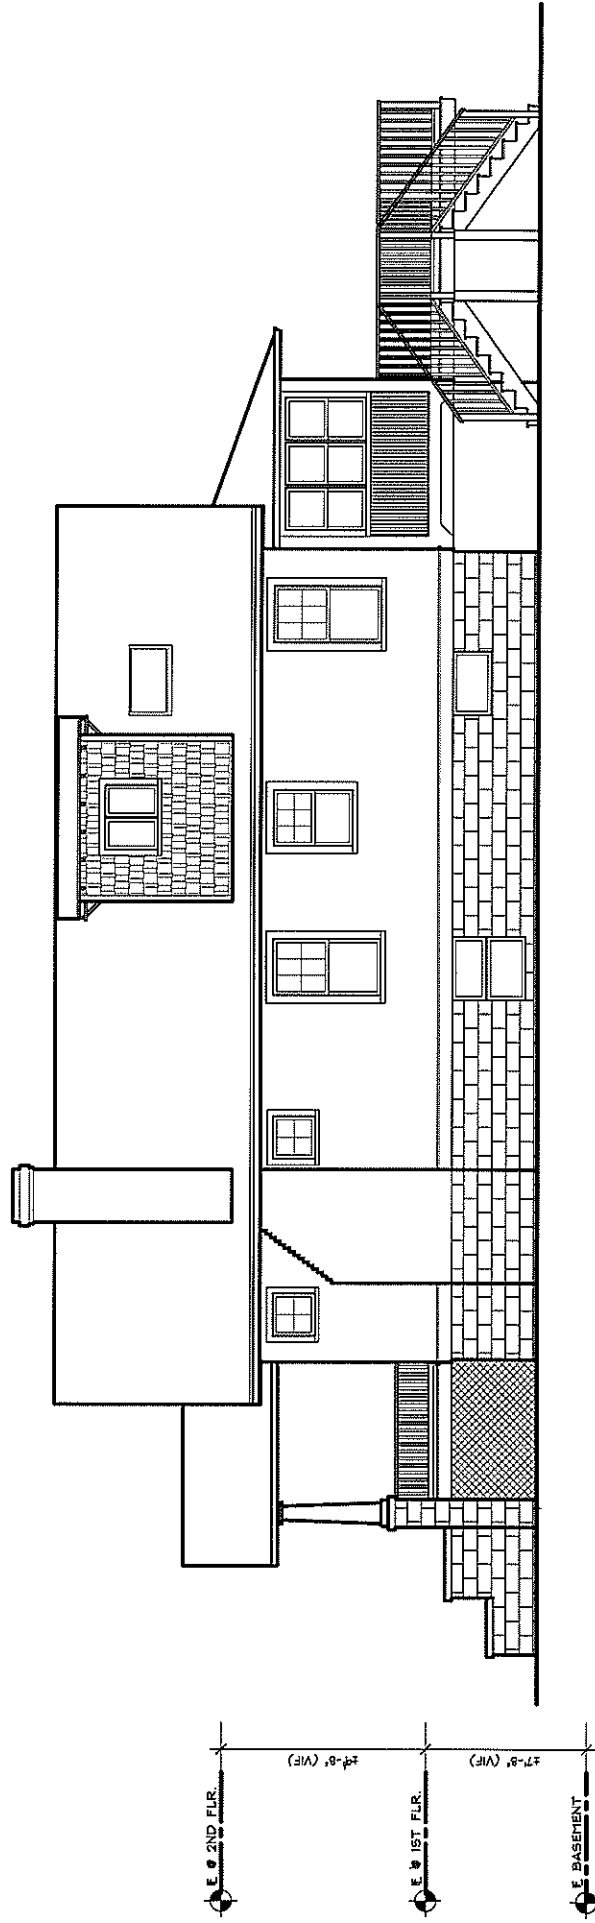 E @ 2ND FLR.
±9'-8" (VIF)
E @ 1ST FLR.
±7'-8" (VIF)
E BASEMENT